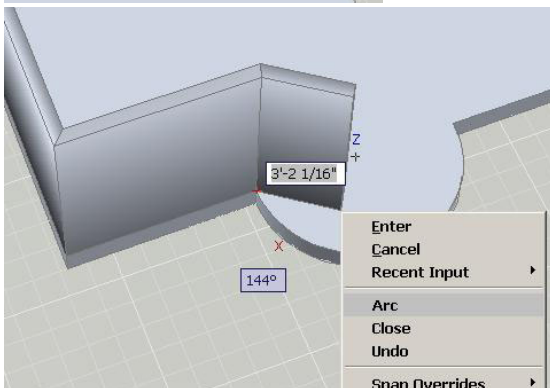 Z
3'-2 1/16"
X
144°
Enter
Cancel
Recent Input
Arc
Close
Undo
Snap Overrides